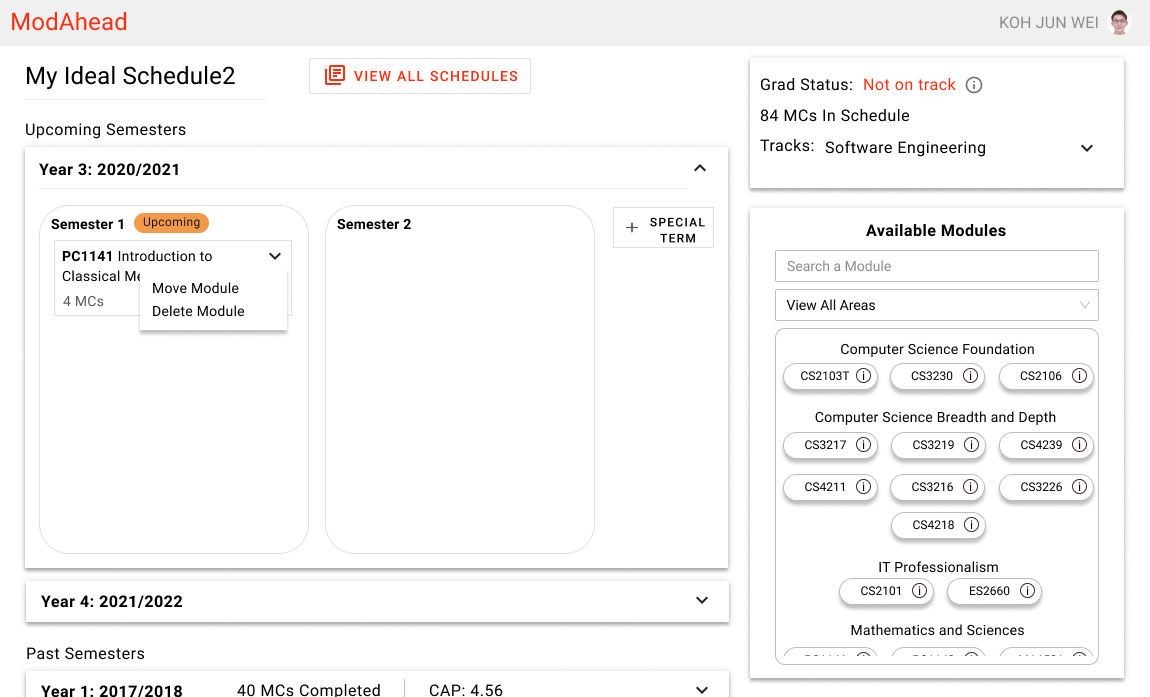 ModAhead
KOH JUN WEI
My Ideal Schedule2
VIEW ALL SCHEDULES
Upcoming Semesters
Year 3: 2020/2021
Semester 1
Upcoming
PC1141 Introduction to
Classical Me
4 MCs
Move Module
Delete Module
Semester 2
+ SPECIAL
TERM
Year 4: 2021/2022
Past Semesters
Year 1: 2017/2018
40 MCs Completed
CAP: 4.56
Grad Status: Not on track
84 MCs In Schedule
Tracks: Software Engineering
Available Modules
Search a Module
View All Areas
Computer Science Foundation
CS2103T
CS3230
CS2106
Computer Science Breadth and Depth
CS3217
CS3219
CS4239
CS4211
CS3216
CS3226
CS4218
IT Professionalism
CS2101
ES2660
Mathematics and Sciences